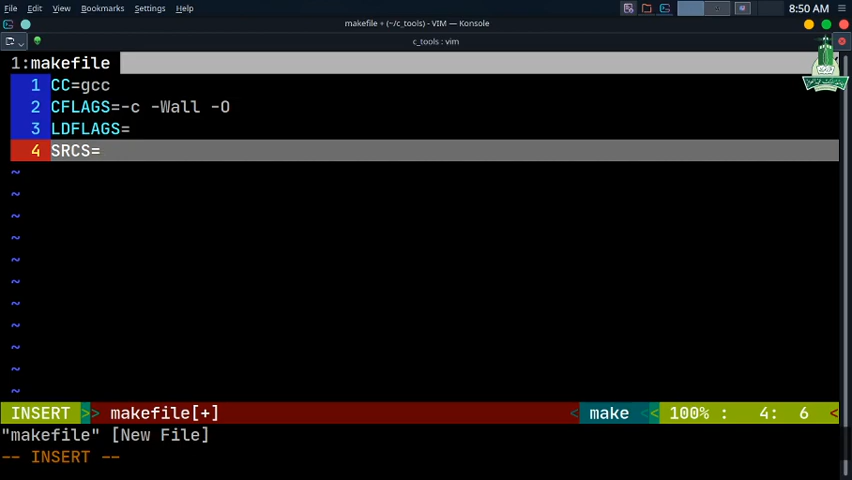 File Edit View Bookmarks Settings Help 8:50 AM
makefile + (~/c_tools) - VIM — Konsole
c_tools : vim
1:makefile
1 CC=gcc
2 CFLAGS=-c -Wall -O
3 LDFLAGS=
4 SRCS=
~
~
~
~
~
~
~
~
~
~
~
INSERT >> makefile[+] < make << 100% : 4: 6 <
"makefile" [New File]
-- INSERT --